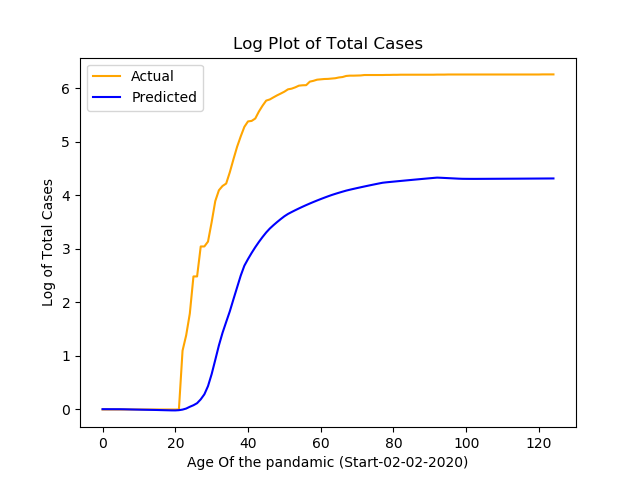 Log Plot of Total Cases
Actual
Predicted
6
5
4
3
2
1
0
Log of Total Cases
0 20 40 60 80 100 120
Age Of the pandamic (Start-02-02-2020)